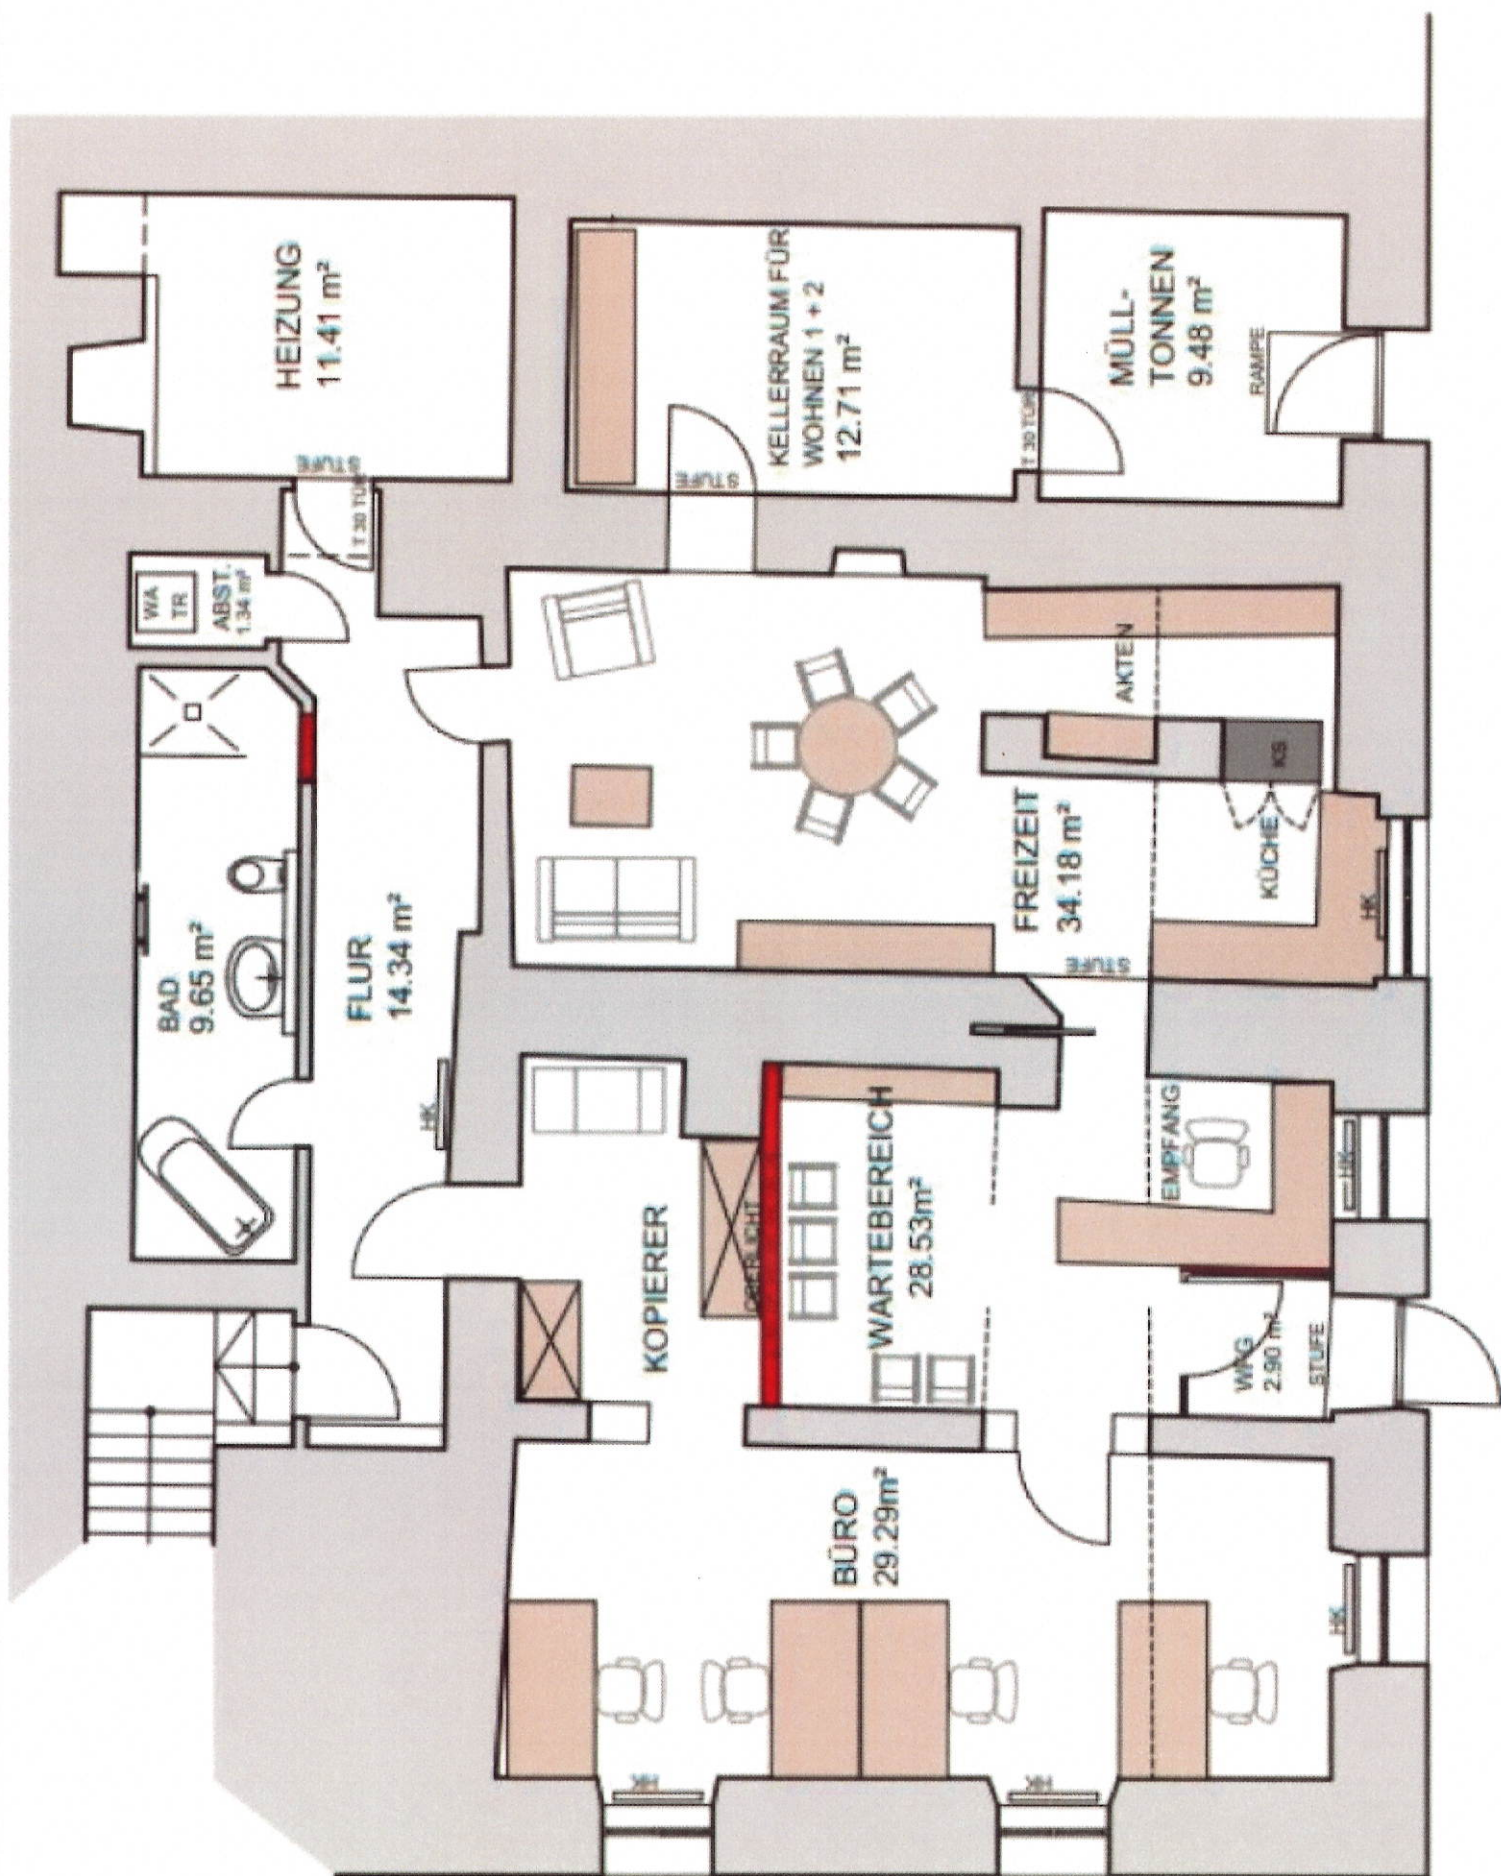 HEIZUNG
11.41 m²
STUFE
T 30 TÜR
KELLERRAUM FÜR
WOHNEN 1 + 2
12.71 m²
STUFE
T 30 TÜR
MÜLL-
TONNEN
9.48 m²
RAMPE
WA
TR
ABST.
1.34 m²
BAD
9.65 m²
FLUR
14.34 m²
HK
FREIZEIT
34.18 m²
STUFE
AKTEN
KS
KÜCHE
HK
KOPIERER
OBERLICHT
WARTEBEREICH
28.53m²
EMPFANG
HK
WFG
2.90 m²
STUFE
BÜRO
29.29m²
HK
HK
HK